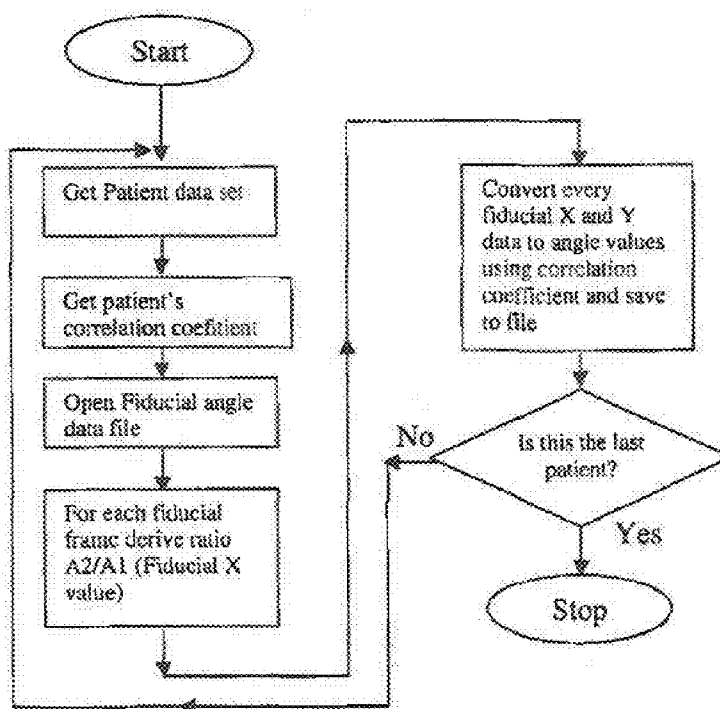 Start
Get Patient data set
Get patient's
correlation coefitient
Open Fiducial angle
data file
For each fiducial
frame derive ratio
A2/A1 (Fiducial X
value)
Convert every
fiducial X and Y
data to angle values
using correlation
coefficient and save
to file
Is this the last
patient?
No
Yes
Stop